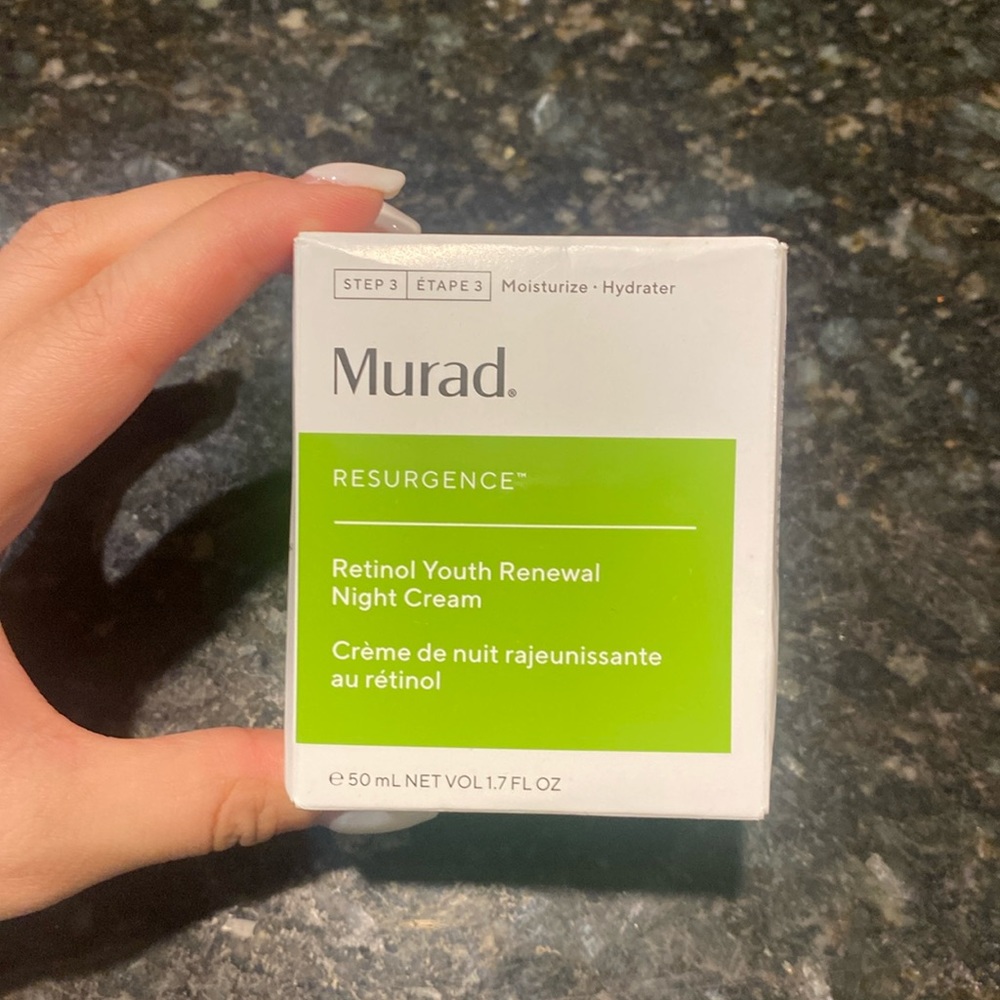 STEP 3 ÉTAPE 3 Moisturize · Hydrater
Murad®
RESURGENCE™
Retinol Youth Renewal
Night Cream
Crème de nuit rajeunissante
au rétinol
℮ 50 mL NET VOL 1.7 FL OZ